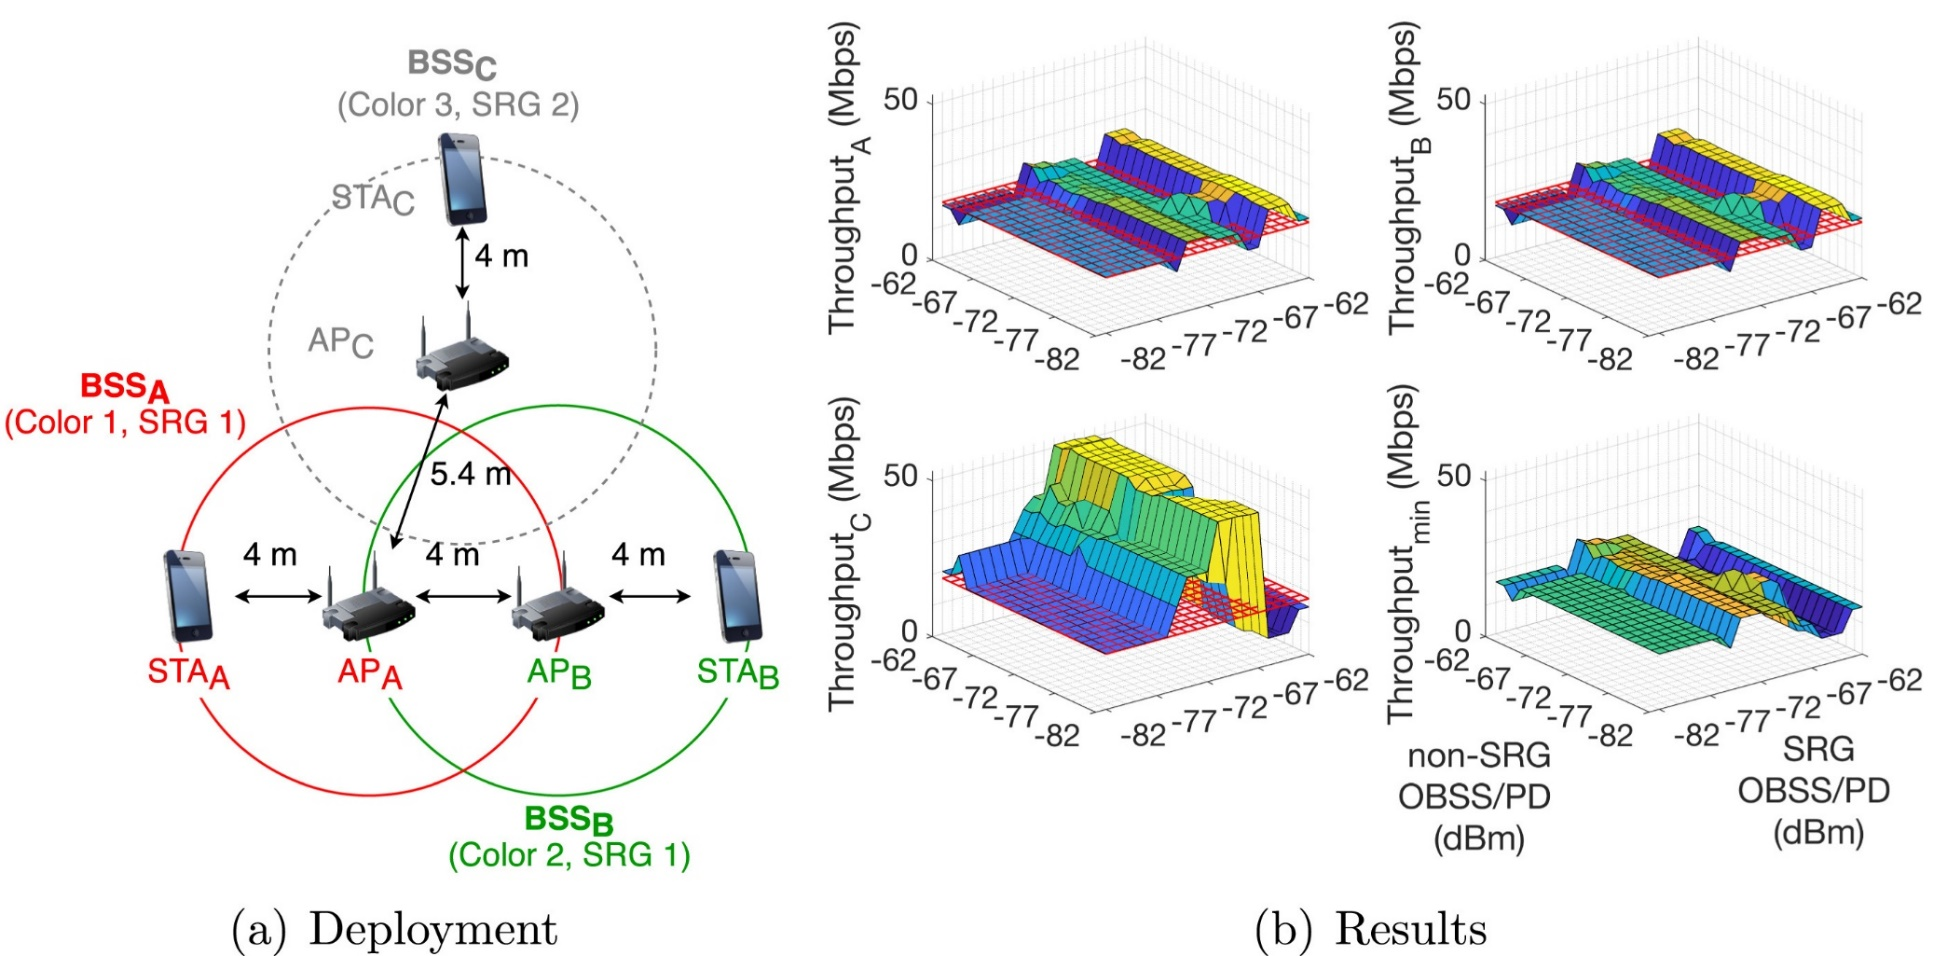 BSSC
(Color 3, SRG 2)
STAC
4 m
APC
BSSA
(Color 1, SRG 1)
5.4 m
4 m
4 m
4 m
STAA
APA
APB
STAB
BSSB
(Color 2, SRG 1)
(a) Deployment
ThroughputA (Mbps)
50
0
-62
-67
-72
-77
-82
-82
-77
-72
-67
-62
ThroughputB (Mbps)
50
0
-62
-67
-72
-77
-82
-82
-77
-72
-67
-62
ThroughputC (Mbps)
50
0
-62
-67
-72
-77
-82
-82
-77
-72
-67
-62
Throughputmin (Mbps)
50
0
-62
-67
-72
-77
-82
-82
-77
-72
-67
-62
non-SRG
OBSS/PD
(dBm)
SRG
OBSS/PD
(dBm)
(b) Results